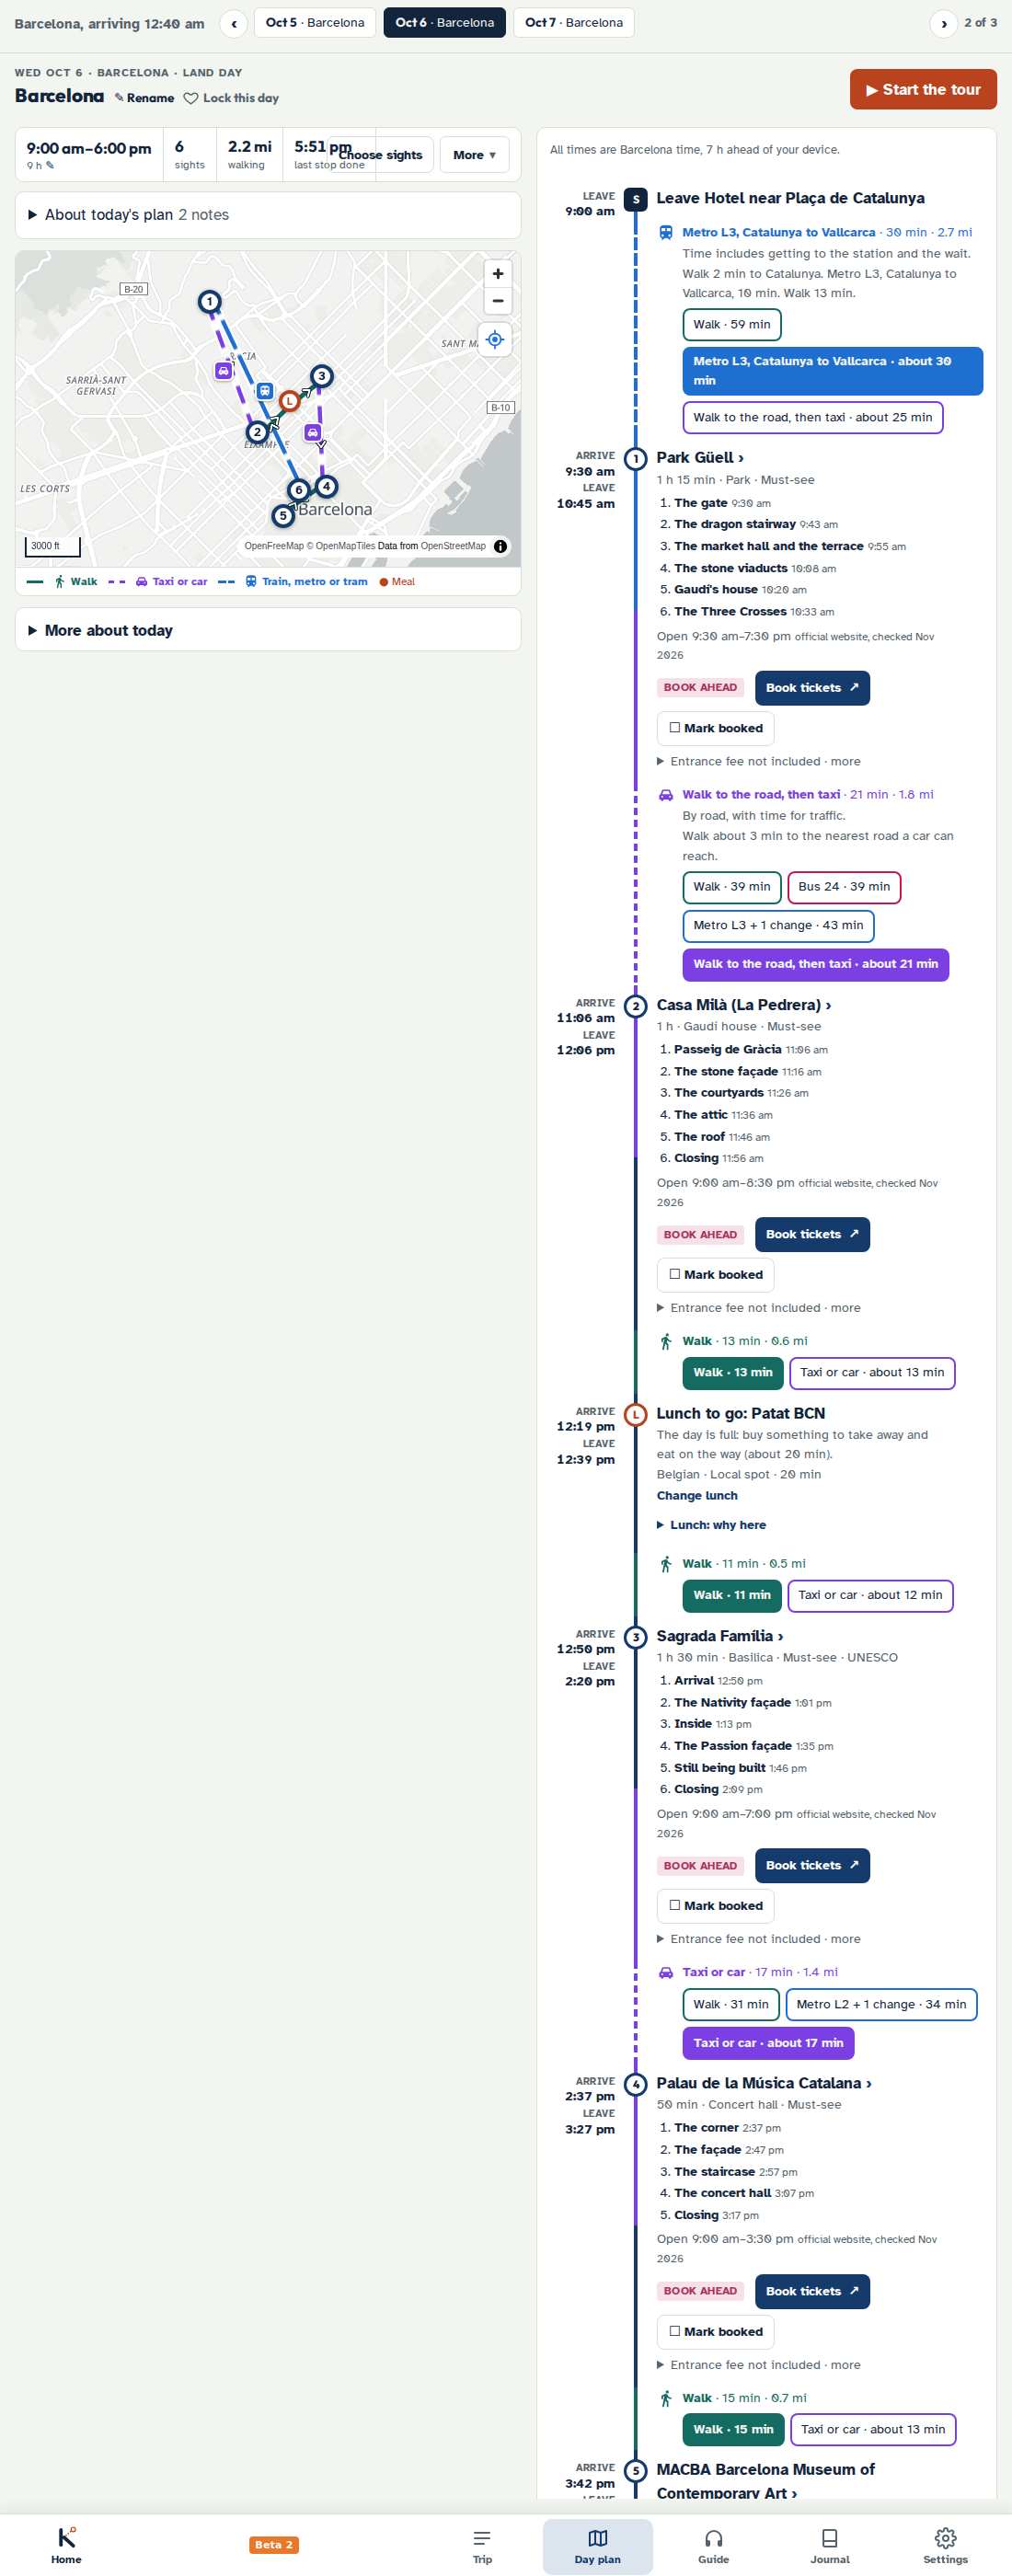 Barcelona, arriving 12:40 am
‹
Oct 5 · Barcelona
Oct 6 · Barcelona
Oct 7 · Barcelona
›
2 of 3
WED OCT 6 · BARCELONA · LAND DAY
Barcelona ✎ Rename ♡ Lock this day
▶ Start the tour
9:00 am–6:00 pm
9 h ✎
6
sights
2.2 mi
walking
5:51 pm
last stop done
Choose sights
More ▾
▶ About today's plan 2 notes
B-20
SARRIÀ-SANT
GERVASI
LES CORTS
B-10
Barcelona
1
2
3
L
4
5
6
+
−
3000 ft
OpenFreeMap © OpenMapTiles Data from OpenStreetMap
Walk
Taxi or car
Train, metro or tram
Meal
▶ More about today
All times are Barcelona time, 7 h ahead of your device.
LEAVE
9:00 am
S
Leave Hotel near Plaça de Catalunya
Metro L3, Catalunya to Vallcarca · 30 min · 2.7 mi
Time includes getting to the station and the wait.
Walk 2 min to Catalunya. Metro L3, Catalunya to
Vallcarca, 10 min. Walk 13 min.
Walk · 59 min
Metro L3, Catalunya to Vallcarca · about 30
min
Walk to the road, then taxi · about 25 min
ARRIVE
9:30 am
LEAVE
10:45 am
1
Park Güell ›
1 h 15 min · Park · Must-see
1. The gate 9:30 am
2. The dragon stairway 9:43 am
3. The market hall and the terrace 9:55 am
4. The stone viaducts 10:08 am
5. Gaudí's house 10:20 am
6. The Three Crosses 10:33 am
Open 9:30 am–7:30 pm official website, checked Nov
2026
BOOK AHEAD
Book tickets ↗
☐ Mark booked
▶ Entrance fee not included · more
Walk to the road, then taxi · 21 min · 1.8 mi
By road, with time for traffic.
Walk about 3 min to the nearest road a car can
reach.
Walk · 39 min
Bus 24 · 39 min
Metro L3 + 1 change · 43 min
Walk to the road, then taxi · about 21 min
ARRIVE
11:06 am
LEAVE
12:06 pm
2
Casa Milà (La Pedrera) ›
1 h · Gaudí house · Must-see
1. Passeig de Gràcia 11:06 am
2. The stone façade 11:16 am
3. The courtyards 11:26 am
4. The attic 11:36 am
5. The roof 11:46 am
6. Closing 11:56 am
Open 9:00 am–8:30 pm official website, checked Nov
2026
BOOK AHEAD
Book tickets ↗
☐ Mark booked
▶ Entrance fee not included · more
Walk · 13 min · 0.6 mi
Walk · 13 min
Taxi or car · about 13 min
ARRIVE
12:19 pm
LEAVE
12:39 pm
L
Lunch to go: Patat BCN
The day is full: buy something to take away and
eat on the way (about 20 min).
Belgian · Local spot · 20 min
Change lunch
▶ Lunch: why here
Walk · 11 min · 0.5 mi
Walk · 11 min
Taxi or car · about 12 min
ARRIVE
12:50 pm
LEAVE
2:20 pm
3
Sagrada Família ›
1 h 30 min · Basilica · Must-see · UNESCO
1. Arrival 12:50 pm
2. The Nativity façade 1:01 pm
3. Inside 1:13 pm
4. The Passion façade 1:35 pm
5. Still being built 1:46 pm
6. Closing 2:09 pm
Open 9:00 am–7:00 pm official website, checked Nov
2026
BOOK AHEAD
Book tickets ↗
☐ Mark booked
▶ Entrance fee not included · more
Taxi or car · 17 min · 1.4 mi
Walk · 31 min
Metro L2 + 1 change · 34 min
Taxi or car · about 17 min
ARRIVE
2:37 pm
LEAVE
3:27 pm
4
Palau de la Música Catalana ›
50 min · Concert hall · Must-see
1. The corner 2:37 pm
2. The façade 2:47 pm
3. The staircase 2:57 pm
4. The concert hall 3:07 pm
5. Closing 3:17 pm
Open 9:00 am–3:30 pm official website, checked Nov
2026
BOOK AHEAD
Book tickets ↗
☐ Mark booked
▶ Entrance fee not included · more
Walk · 15 min · 0.7 mi
Walk · 15 min
Taxi or car · about 13 min
ARRIVE
3:42 pm
5
MACBA Barcelona Museum of
Contemporary Art ›
Home
Beta 2
Trip
Day plan
Guide
Journal
Settings